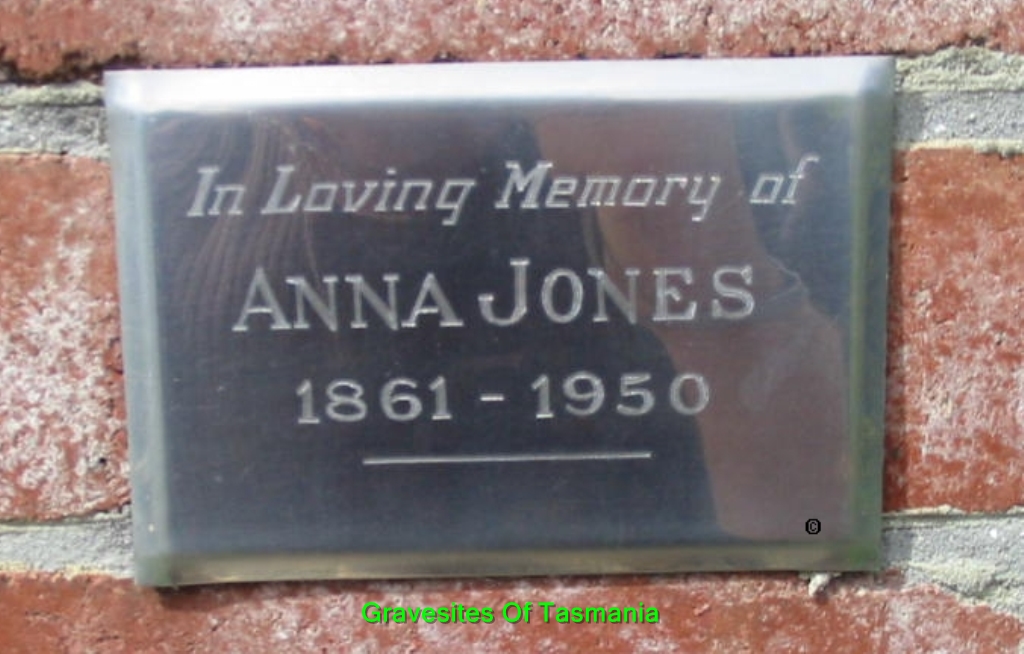 In Loving Memory of
ANNA JONES
1861 - 1950
©
Gravesites Of Tasmania